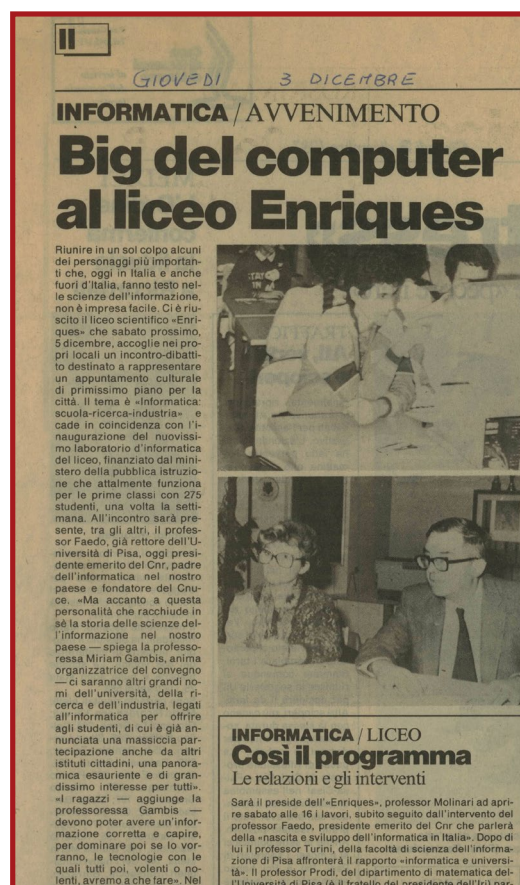 II
GIOVEDI 3 DICEMBRE
INFORMATICA / AVVENIMENTO
Big del computer
al liceo Enriques
Riunire in un sol colpo alcuni
dei personaggi più importan-
ti che, oggi in Italia e anche
fuori d'Italia, fanno testo nel-
le scienze dell'informazione,
non è impresa facile. Ci è riu-
scito il liceo scientifico «Enri-
ques» che sabato prossimo,
5 dicembre, accoglie nei pro-
pri locali un incontro-dibatti-
to destinato a rappresentare
un appuntamento culturale
di primissimo piano per la
città. Il tema è «Informatica:
scuola-ricerca-industria» e
cade in coincidenza con l'i-
naugurazione del nuovissi-
mo laboratorio d'informatica
del liceo, finanziato dal mini-
stero della pubblica istruzio-
ne che attalmente funziona
per le prime classi con 275
studenti, una volta la setti-
mana. All'incontro sarà pre-
sente, tra gli altri, il profes-
sor Faedo, già rettore dell'U-
niversità di Pisa, oggi presi-
dente emerito del Cnr, padre
dell'informatica nel nostro
paese e fondatore del Cnu-
ce. «Ma accanto a questa
personalità che racchiude in
sè la storia delle scienze del-
l'informazione nel nostro
paese — spiega la professo-
ressa Miriam Gambis, anima
organizzatrice del convegno
— ci saranno altri grandi no-
mi dell'università, della ri-
cerca e dell'industria, legati
all'informatica per offrire
agli studenti, di cui è già an-
nunciata una massiccia par-
tecipazione anche da altri
istituti cittadini, una panora-
mica esauriente e di gran-
dissimo interesse per tutti».
«I ragazzi — aggiunge la
professoressa Gambis —
devono poter avere un'infor-
mazione corretta e capire,
per dominare poi se lo vor-
ranno, le tecnologie con le
quali tutti poi, volenti o no-
lenti, avremo a che fare». Nel
INFORMATICA / LICEO
Così il programma
Le relazioni e gli interventi
Sarà il preside dell'«Enriques», professor Molinari ad apri-
re sabato alle 16 i lavori, subito seguito dall'intervento del
professor Faedo, presidente emerito del Cnr che parlerà
della «nascita e sviluppo dell'informatica in Italia». Dopo di
lui il professor Turini, della facoltà di scienza dell'informa-
zione di Pisa affronterà il rapporto «informatica e universi-
tà». Il professor Prodi, del dipartimento di matematica del-
l'Università di Pisa (è il fratello del presidente dell'Iri) par-